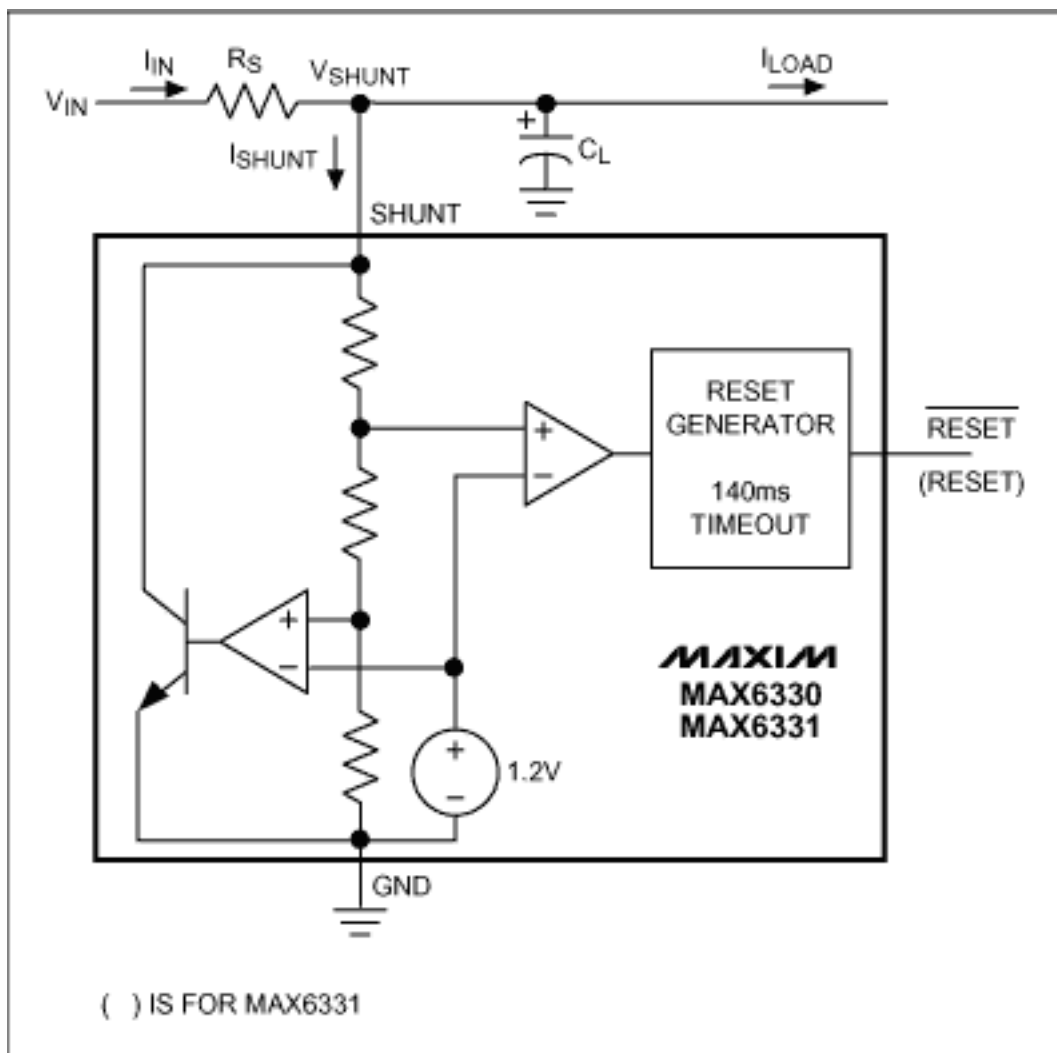 I_IN
R_S
V_SHUNT
I_LOAD
V_IN
+
C_L
I_SHUNT
SHUNT
RESET
GENERATOR
140ms
TIMEOUT
+
−
RESET
(RESET)
+
−
MAXIM
MAX6330
MAX6331
+
−
1.2V
GND
( ) IS FOR MAX6331